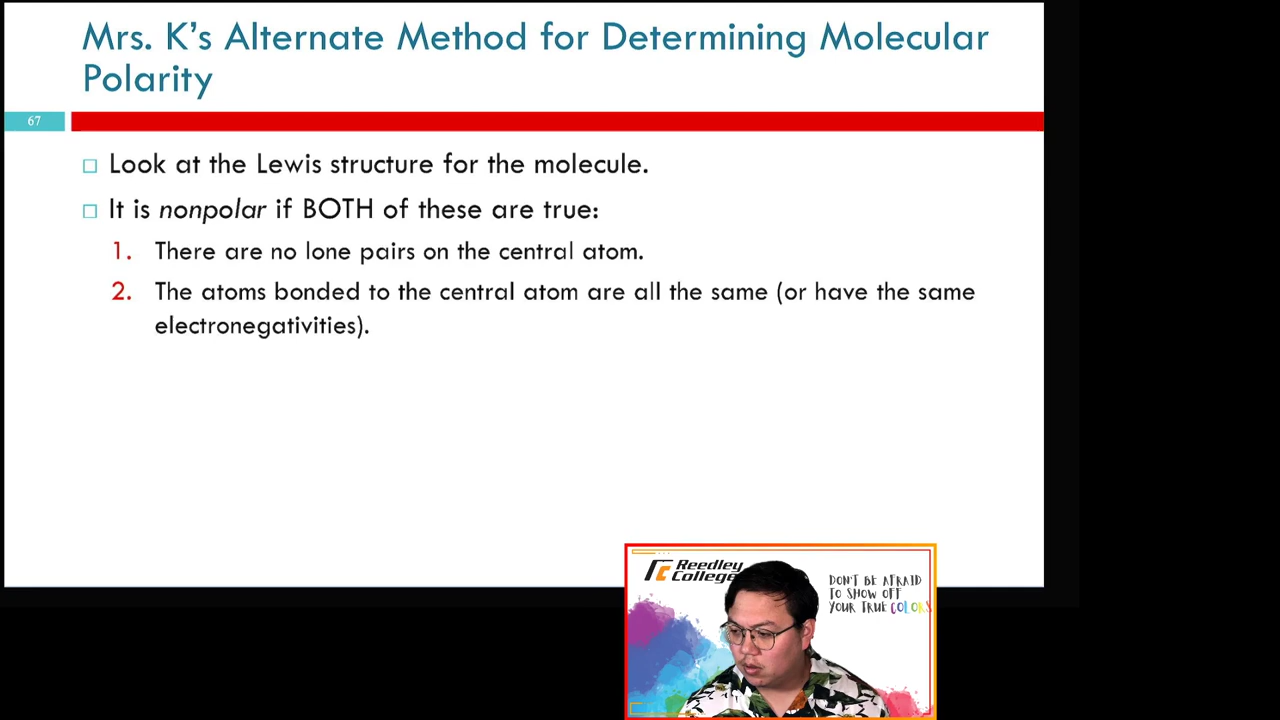 Mrs. K's Alternate Method for Determining Molecular
Polarity
67
Look at the Lewis structure for the molecule.
It is nonpolar if BOTH of these are true:
1. There are no lone pairs on the central atom.
2. The atoms bonded to the central atom are all the same (or have the same
electronegativities).
Reedley
College
DON'T BE AFRAID
TO SHOW OFF
YOUR TRUE COLORS